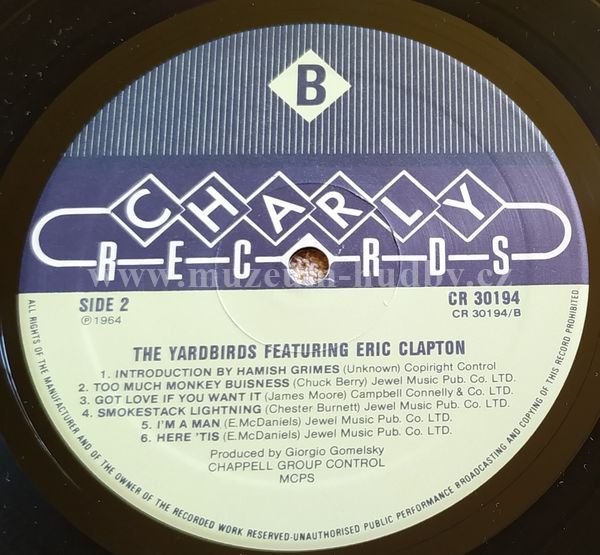 B
CHARLY
RECORDS
www.muzeum-hudby.cz
SIDE 2
℗ 1964
CR 30194
CR 30194/B
THE YARDBIRDS FEATURING ERIC CLAPTON
1. INTRODUCTION BY HAMISH GRIMES (Unknown) Copiright Control
2. TOO MUCH MONKEY BUISNESS (Chuck Berry) Jewel Music Pub. Co. LTD.
3. GOT LOVE IF YOU WANT IT (James Moore) Campbell Connelly & Co. LTD.
4. SMOKESTACK LIGHTNING (Chester Burnett) Jewel Music Pub. Co. LTD.
5. I'M A MAN (E.McDaniels) Jewel Music Pub. Co. LTD.
6. HERE 'TIS (E.McDaniels) Jewel Music Pub. Co. LTD.
Produced by Giorgio Gomelsky
CHAPPELL GROUP CONTROL
MCPS
ALL RIGHTS OF THE MANUFACTURER AND OF THE OWNER OF THE RECORDED WORK RESERVED-UNAUTHORISED PUBLIC PERFORMANCE BROADCASTING AND COPYING OF THIS RECORD PROHIBITED.